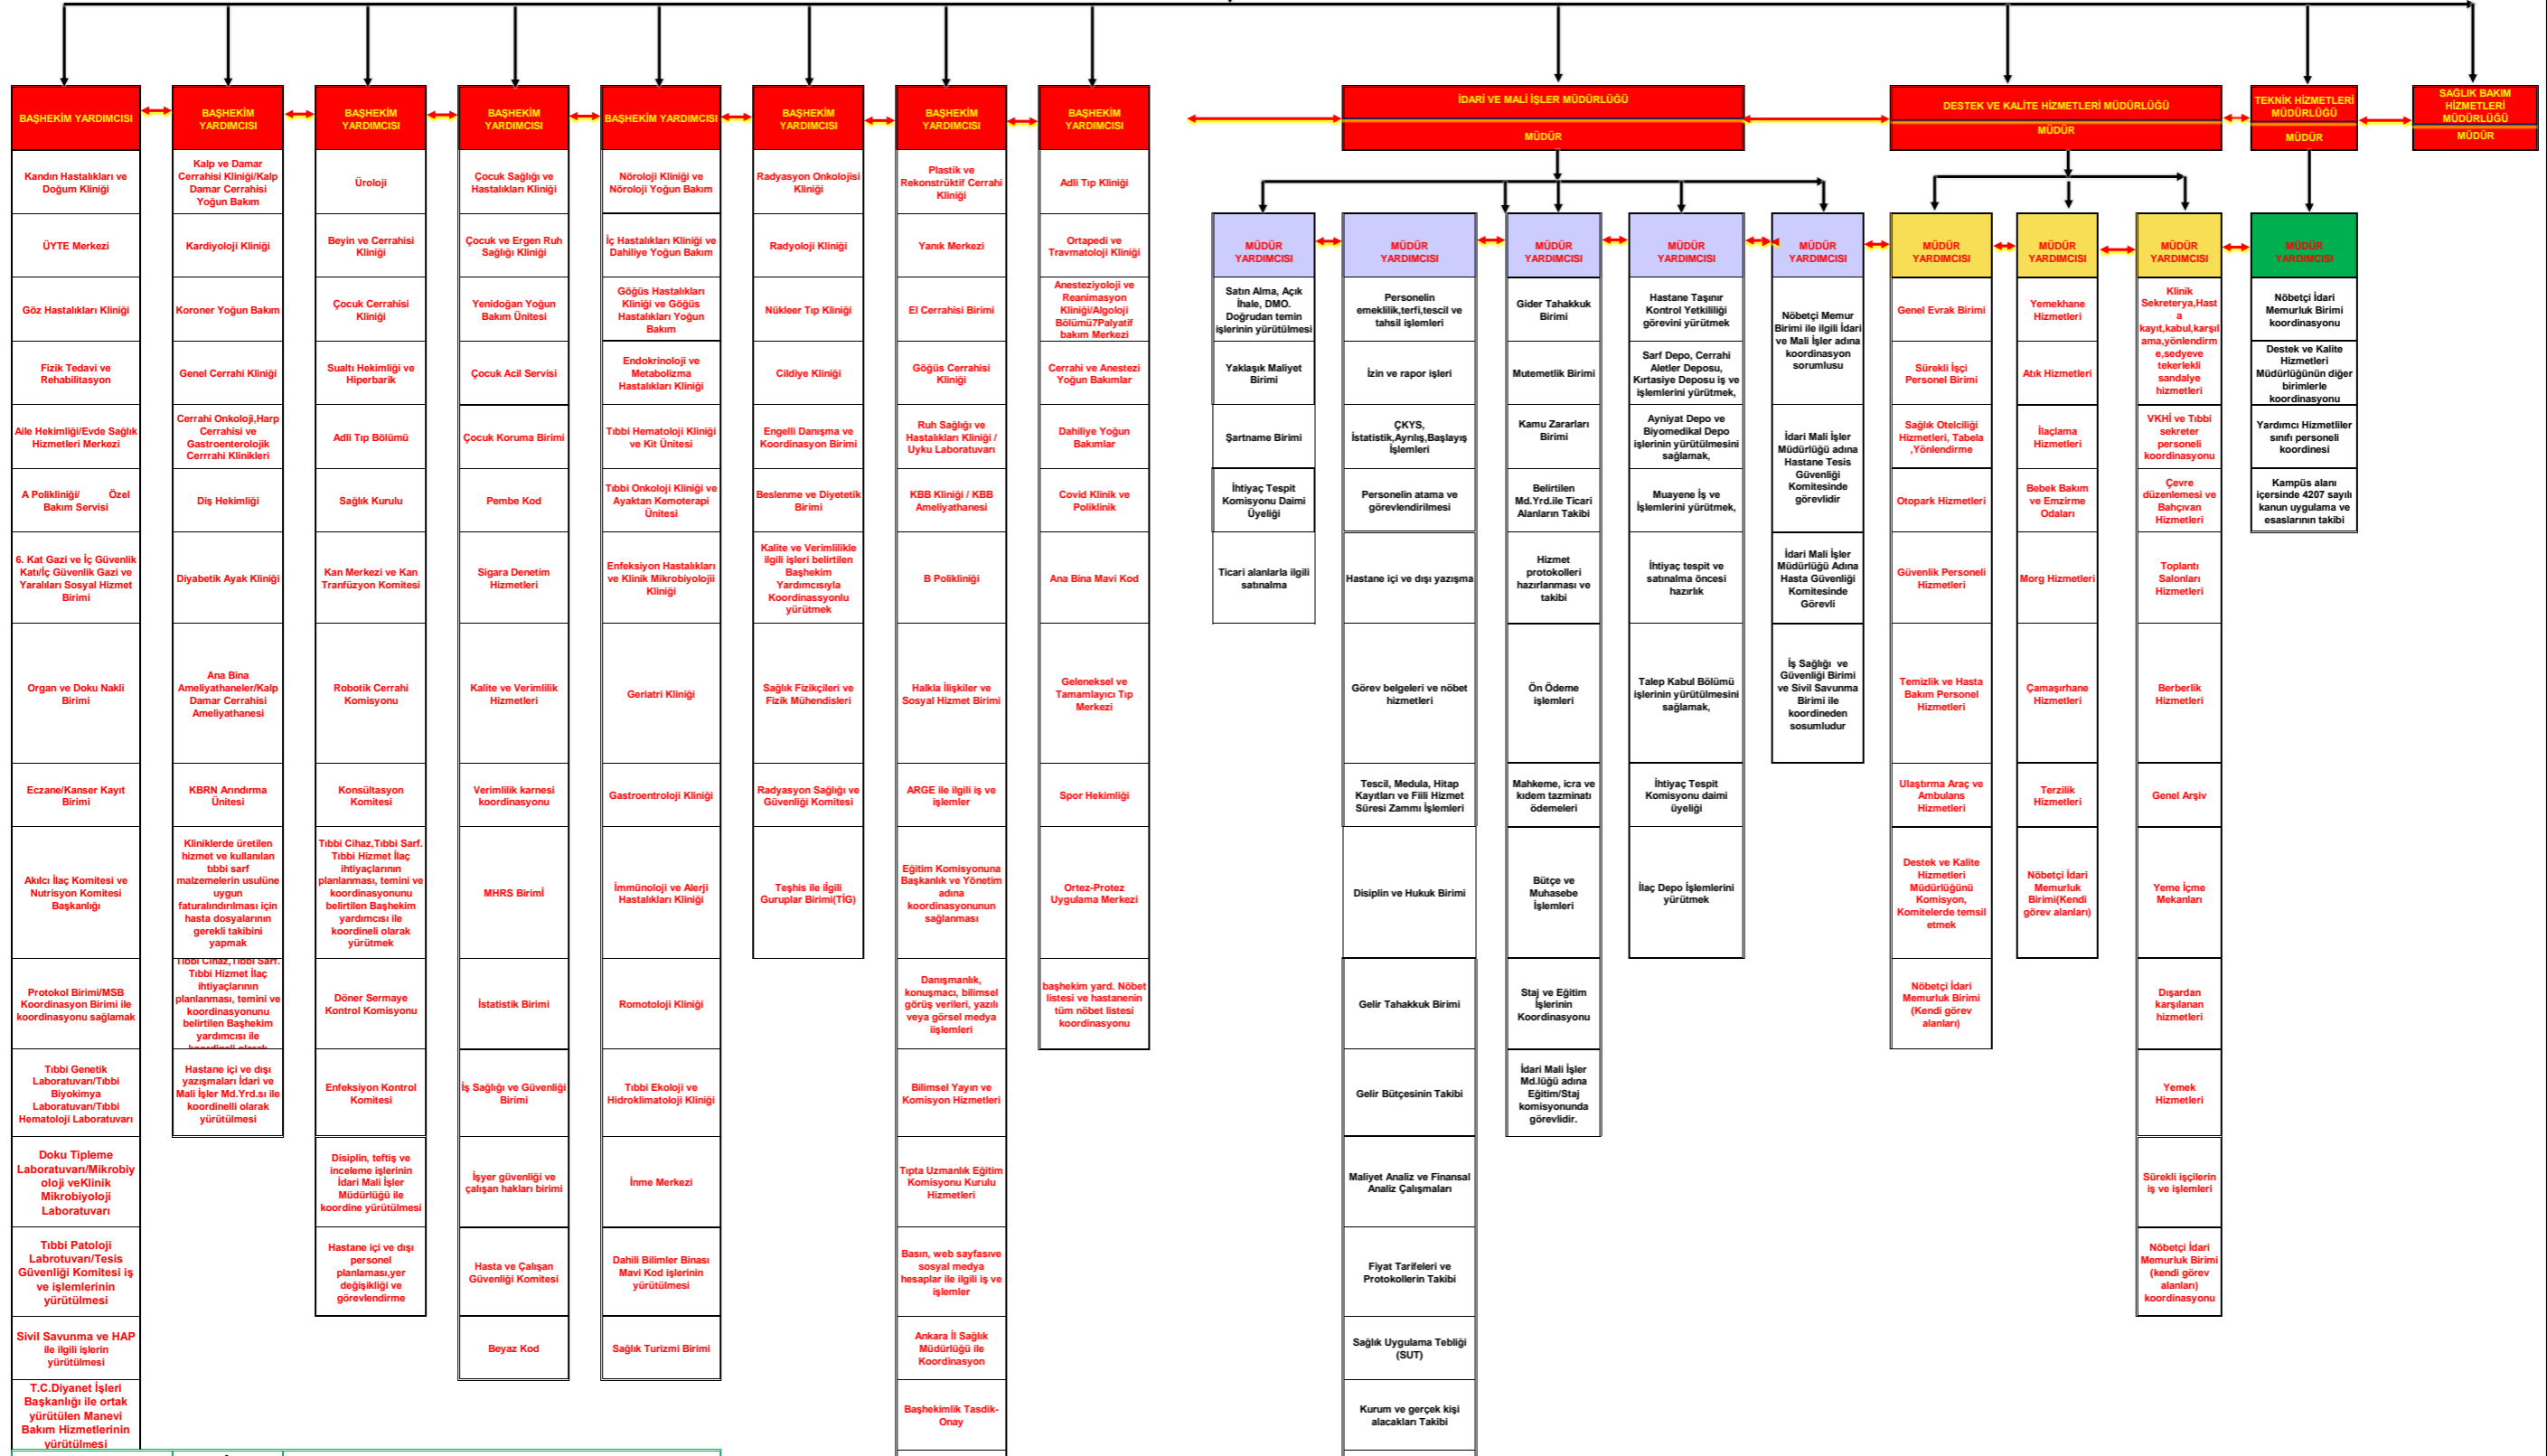 BAŞHEKİM YARDIMCISI
Kandın Hastalıkları ve
Doğum Kliniği
ÜYTE Merkezi
Göz Hastalıkları Kliniği
Fizik Tedavi ve
Rehabilitasyon
Aile Hekimliği/Evde Sağlık
Hizmetleri Merkezi
A Polikliniği/ Özel
Bakım Servisi
6. Kat Gazi ve İç Güvenlik
Katı/İç Güvenlik Gazi ve
Yaralıları Sosyal Hizmet
Birimi
Organ ve Doku Nakli
Birimi
Eczane/Kanser Kayıt
Birimi
Akılcı İlaç Komitesi ve
Nutrisyon Komitesi
Başkanlığı
Protokol Birimi/MSB
Koordinasyon Birimi ile
koordinasyonu sağlamak
Tıbbi Genetik
Laboratuvarı/Tıbbi
Biyokimya
Laboratuvarı/Tıbbi
Hematoloji Laboratuvarı
Doku Tipleme
Laboratuvarı/Mikrobiy
oloji veKlinik
Mikrobiyoloji
Laboratuvarı
Tıbbi Patoloji
Labrotuvarı/Tesis
Güvenliği Komitesi iş
ve işlemlerinin
yürütülmesi
Sivil Savunma ve HAP
ile ilgili işlerin
yürütülmesi
T.C.Diyanet İşleri
Başkanlığı ile ortak
yürütülen Manevi
Bakım Hizmetlerinin
yürütülmesi
BAŞHEKİM
YARDIMCISI
Kalp ve Damar
Cerrahisi Kliniği/Kalp
Damar Cerrahisi
Yoğun Bakım
Kardiyoloji Kliniği
Koroner Yoğun Bakım
Genel Cerrahi Kliniği
Cerrahi Onkoloji,Harp
Cerrahisi ve
Gastroenterolojik
Cerrrahi Klinikleri
Diş Hekimliği
Diyabetik Ayak Kliniği
Ana Bina
Ameliyathaneler/Kalp
Damar Cerrahisi
Ameliyathanesi
KBRN Arındırma
Ünitesi
Kliniklerde üretilen
hizmet ve kullanılan
tıbbi sarf
malzemelerin usulüne
uygun
faturalındırılması için
hasta dosyalarının
gerekli takibini
yapmak
Tıbbi Cihaz,Tıbbi Sarf.
Tıbbi Hizmet İlaç
ihtiyaçlarının
planlanması, temini ve
koordinasyonunu
belirtilen Başhekim
yardımcısı ile
koordineli olarak
Hastane içi ve dışı
yazışmaları İdari ve
Mali İşler Md.Yrd.sı ile
koordinelli olarak
yürütülmesi
BAŞHEKİM
YARDIMCISI
Üroloji
Beyin ve Cerrahisi
Kliniği
Çocuk Cerrahisi
Kliniği
Sualtı Hekimliği ve
Hiperbarik
Adli Tıp Bölümü
Sağlık Kurulu
Kan Merkezi ve Kan
Tranfüzyon Komitesi
Robotik Cerrahi
Komisyonu
Konsültasyon
Komitesi
Tıbbi Cihaz,Tıbbi Sarf.
Tıbbi Hizmet İlaç
ihtiyaçlarının
planlanması, temini ve
koordinasyonunu
belirtilen Başhekim
yardımcısı ile
koordineli olarak
yürütmek
Döner Sermaye
Kontrol Komisyonu
Enfeksiyon Kontrol
Komitesi
Disiplin, teftiş ve
inceleme işlerinin
İdari Mali İşler
Müdürlüğü ile
koordine yürütülmesi
Hastane içi ve dışı
personel
planlaması,yer
değişikliği ve
görevlendirme
BAŞHEKİM
YARDIMCISI
Çocuk Sağlığı ve
Hastalıkları Kliniği
Çocuk ve Ergen Ruh
Sağlığı Kliniği
Yenidoğan Yoğun
Bakım Ünitesi
Çocuk Acil Servisi
Çocuk Koruma Birimi
Pembe Kod
Sigara Denetim
Hizmetleri
Kalite ve Verimlilik
Hizmetleri
Verimlilik karnesi
koordinasyonu
MHRS Birimİ
İstatistik Birimi
İş Sağlığı ve Güvenliği
Birimi
İşyer güvenliği ve
çalışan hakları birimi
Hasta ve Çalışan
Güvenliği Komitesi
Beyaz Kod
BAŞHEKİM YARDIMCISI
Nöroloji Kliniği ve
Nöroloji Yoğun Bakım
İç Hastalıkları Kliniği ve
Dahiliye Yoğun Bakım
Göğüs Hastalıkları
Kliniği ve Göğüs
Hastalıkları Yoğun
Bakım
Endokrinoloji ve
Metabolizma
Hastalıkları Kliniği
Tıbbi Hematoloji Kliniği
ve Kit Ünitesi
Tıbbi Onkoloji Kliniği ve
Ayaktan Kemoterapi
Ünitesi
Enfeksiyon Hastalıkları
ve Klinik Mikrobiyolojii
Kliniği
Geriatri Kliniği
Gastroentroloji Kliniği
İmmünoloji ve Alerji
Hastalıkları Kliniği
Romotoloji Kliniği
Tıbbi Ekoloji ve
Hidroklimatoloji Kliniği
İnme Merkezi
Dahili Bilimler Binası
Mavi Kod işlerinin
yürütülmesi
Sağlık Turizmi Birimi
BAŞHEKİM
YARDIMCISI
Radyasyon Onkolojisi
Kliniği
Radyoloji Kliniği
Nükleer Tıp Kliniği
Cildiye Kliniği
Engelli Danışma ve
Koordinasyon Birimi
Beslenme ve Diyetetik
Birimi
Kalite ve Verimlilikle
ilgili işleri belirtilen
Başhekim
Yardımcısıyla
Koordinassyonlu
yürütmek
Sağlık Fizikçileri ve
Fizik Mühendisleri
Radyasyon Sağlığı ve
Güvenliği Komitesi
Teşhis ile ilgili
Guruplar Birimi(TİG)
BAŞHEKİM
YARDIMCISI
Plastik ve
Rekonstrüktif Cerrahi
Kliniği
Yanık Merkezi
El Cerrahisi Birimi
Göğüs Cerrahisi
Kliniği
Ruh Sağlığı ve
Hastalıkları Kliniği /
Uyku Laboratuvarı
KBB Kliniği / KBB
Ameliyathanesi
B Polikliniği
Halkla İlişkiler ve
Sosyal Hizmet Birimi
ARGE ile ilgili iş ve
işlemler
Eğitim Komisyonuna
Başkanlık ve Yönetim
adına
koordinasyonunun
sağlanması
Danışmanlık,
konuşmacı, bilimsel
görüş verileri, yazılı
veya görsel medya
iişlemleri
Bilimsel Yayın ve
Komisyon Hizmetleri
Tıpta Uzmanlık Eğitim
Komisyonu Kurulu
Hizmetleri
Basın, web sayfasıve
sosyal medya
hesaplar ile ilgili iş ve
işlemler
Ankara İl Sağlık
Müdürlüğü ile
Koordinasyon
Başhekimlik Tasdik-
Onay
BAŞHEKİM
YARDIMCISI
Adli Tıp Kliniği
Ortapedi ve
Travmatoloji Kliniği
Anesteziyoloji ve
Reanimasyon
Kliniği/Algoloji
Bölümü7Palyatif
bakım Merkezi
Cerrahi ve Anestezi
Yoğun Bakımlar
Dahiliye Yoğun
Bakımlar
Covid Klinik ve
Poliklinik
Ana Bina Mavi Kod
Geleneksel ve
Tamamlayıcı Tıp
Merkezi
Spor Hekimliği
Ortez-Protez
Uygulama Merkezi
başhekim yard. Nöbet
listesi ve hastanenin
tüm nöbet listesi
koordinasyonu
İDARİ VE MALİ İŞLER MÜDÜRLÜĞÜ
MÜDÜR
MÜDÜR
YARDIMCISI
Satın Alma, Açık
İhale, DMO.
Doğrudan temin
işlerinin yürütülmesi
Yaklaşık Maliyet
Birimi
Şartname Birimi
İhtiyaç Tespit
Komisyonu Daimi
Üyeliği
Ticari alanlarla ilgili
satınalma
MÜDÜR
YARDIMCISI
Personelin
emeklilik,terfi,tescil ve
tahsil işlemleri
İzin ve rapor işleri
ÇKYS,
İstatistik,Ayrılış,Başlayış
İşlemleri
Personelin atama ve
görevlendirilmesi
Hastane içi ve dışı yazışma
Görev belgeleri ve nöbet
hizmetleri
Tescil, Medula, Hitap
Kayıtları ve Fiili Hizmet
Süresi Zammı İşlemleri
Disiplin ve Hukuk Birimi
Gelir Tahakkuk Birimi
Gelir Bütçesinin Takibi
Maliyet Analiz ve Finansal
Analiz Çalışmaları
Fiyat Tarifeleri ve
Protokollerin Takibi
Sağlık Uygulama Tebliği
(SUT)
Kurum ve gerçek kişi
alacakları Takibi
MÜDÜR
YARDIMCISI
Gider Tahakkuk
Birimi
Mutemetlik Birimi
Kamu Zararları
Birimi
Belirtilen
Md.Yrd.ile Ticari
Alanların Takibi
Hizmet
protokolleri
hazırlanması ve
takibi
Ön Ödeme
işlemleri
Mahkeme, icra ve
kıdem tazminatı
ödemeleri
Bütçe ve
Muhasebe
İşlemleri
Staj ve Eğitim
İşlerinin
Koordinasyonu
İdari Mali İşler
Md.lüğü adına
Eğitim/Staj
komisyonunda
görevlidir.
MÜDÜR
YARDIMCISI
Hastane Taşınır
Kontrol Yetkililiği
görevini yürütmek
Sarf Depo, Cerrahi
Aletler Deposu,
Kırtasiye Deposu iş ve
işlemlerini yürütmek,
Ayniyat Depo ve
Biyomedikal Depo
işlerinin yürütülmesini
sağlamak,
Muayene İş ve
İşlemlerini yürütmek,
İhtiyaç tespit ve
satınalma öncesi
hazırlık
Talep Kabul Bölümü
işlerinin yürütülmesini
sağlamak,
İhtiyaç Tespit
Komisyonu daimi
üyeliği
İlaç Depo İşlemlerini
yürütmek
MÜDÜR
YARDIMCISI
Nöbetçi Memur
Birimi ile ilgili İdari
ve Mali İşler adına
koordinasyon
sorumlusu
İdari Mali İşler
Müdürlüğü adına
Hastane Tesis
Güvenliği
Komitesinde
görevlidir
İdari Mali İşler
Müdürlüğü Adına
Hasta Güvenliği
Komitesinde
Görevli
İş Sağlığı ve
Güvenliği Birimi
ve Sivil Savunma
Birimi ile
koordineden
sosumludur
DESTEK VE KALİTE HİZMETLERİ MÜDÜRLÜĞÜ
MÜDÜR
MÜDÜR
YARDIMCISI
Genel Evrak Birimi
Sürekli İşçi
Personel Birimi
Sağlık Otelciliği
Hizmetleri, Tabela
,Yönlendirme
Otopark Hizmetleri
Güvenlik Personeli
Hizmetleri
Temizlik ve Hasta
Bakım Personel
Hizmetleri
Ulaştırma Araç ve
Ambulans
Hizmetleri
Destek ve Kalite
Hizmetleri
Müdürlüğünü
Komisyon,
Komitelerde temsil
etmek
Nöbetçi İdari
Memurluk Birimi
(Kendi görev
alanları)
MÜDÜR
YARDIMCISI
Yemekhane
Hizmetleri
Atık Hizmetleri
İlaçlama
Hizmetleri
Bebek Bakım
ve Emzirme
Odaları
Morg Hizmetleri
Çamaşırhane
Hizmetleri
Terzilik
Hizmetleri
Nöbetçi İdari
Memurluk
Birimi(Kendi
görev alanları)
MÜDÜR
YARDIMCISI
Klinik
Sekreterya,Hast
a
kayıt,kabul,karşıl
ama,yönlendirm
e,sedyeve
tekerlekli
sandalye
hizmetleri
VKHİ ve Tıbbi
sekreter
personeli
koordinasyonu
Çevre
düzenlemesi ve
Bahçıvan
Hizmetleri
Toplantı
Salonları
Hizmetleri
Berberlik
Hizmetleri
Genel Arşiv
Yeme İçme
Mekanları
Dışardan
karşılanan
hizmetleri
Yemek
Hizmetleri
Sürekli işçilerin
iş ve işlemleri
Nöbetçi İdari
Memurluk Birimi
(kendi görev
alanları)
koordinasyonu
TEKNİK HİZMETLERİ
MÜDÜRLÜĞÜ
MÜDÜR
MÜDÜR
YARDIMCISI
Nöbetçi İdari
Memurluk Birimi
koordinasyonu
Destek ve Kalite
Hizmetleri
Müdürlüğünün diğer
birimlerle
koordinasyonu
Yardımcı Hizmetliler
sınıfı personeli
koordinesi
Kampüs alanı
içersinde 4207 sayılı
kanun uygulama ve
esaslarının takibi
SAĞLIK BAKIM
HİZMETLERİ
MÜDÜRLÜĞÜ
MÜDÜR